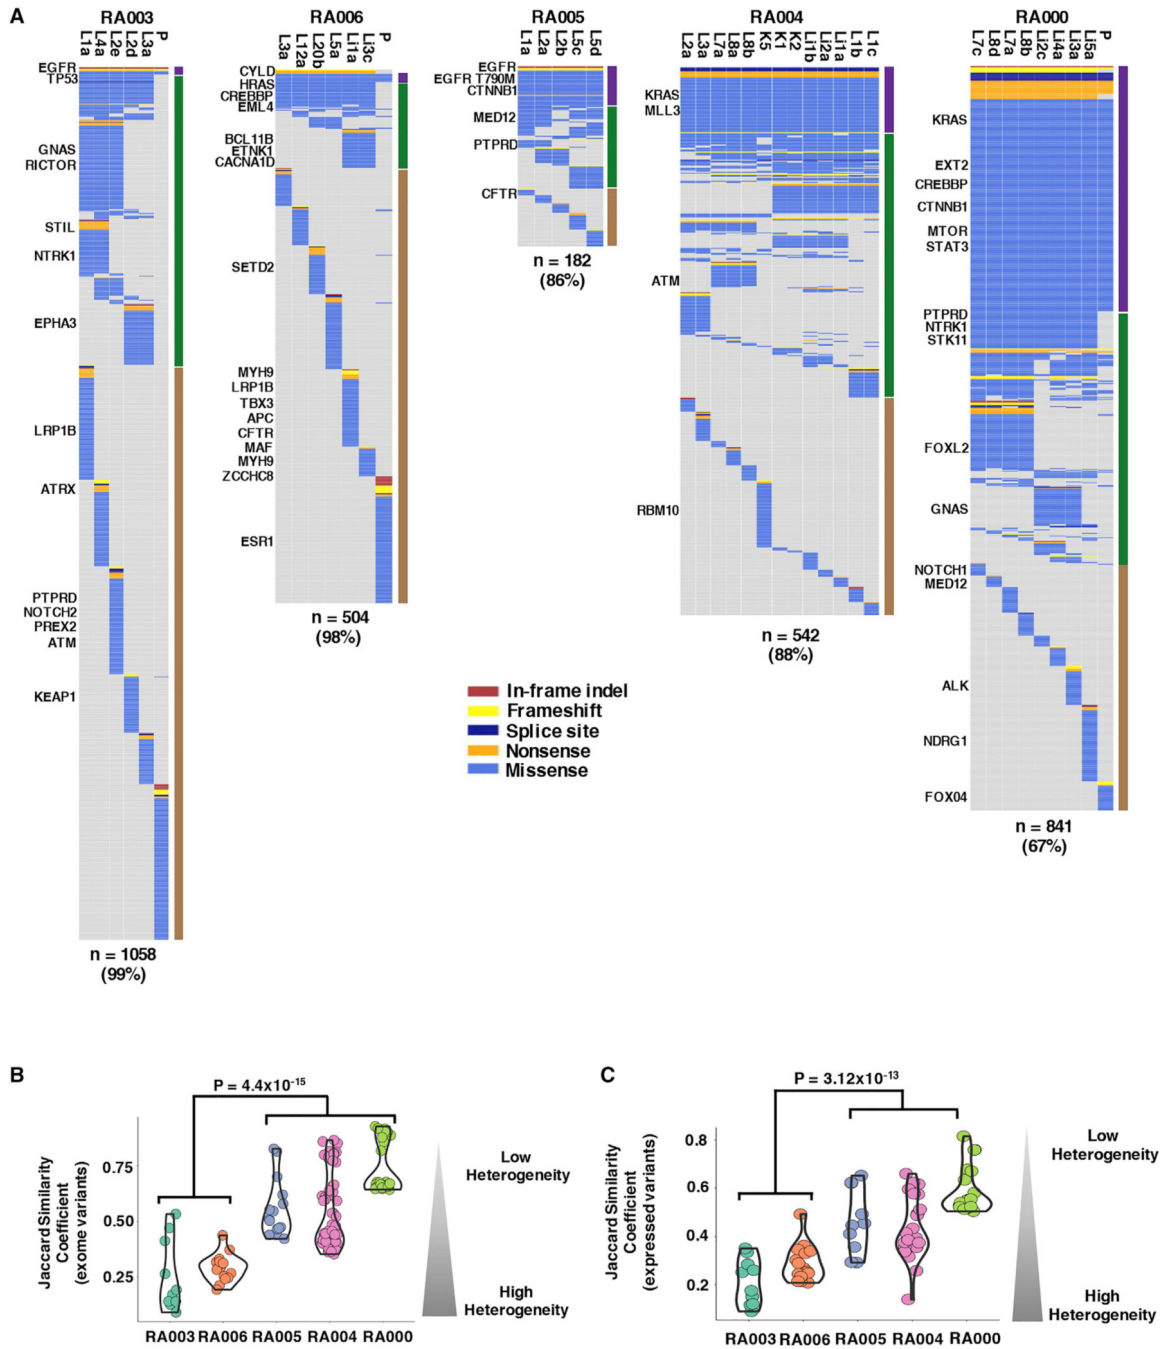 A
RA003
L1a L4a L2e L2d L3a P
EGFR
TP53
GNAS
RICTOR
STIL
NTRK1
EPHA3
LRP1B
ATRX
PTPRD
NOTCH2
PREX2
ATM
KEAP1
n = 1058
(99%)
RA006
L3a L12a L20b L5a Li1a Li3c P
CYLD
HRAS
CREBBP
EML4
BCL11B
ETNK1
CACNA1D
SETD2
MYH9
LRP1B
TBX3
APC
CFTR
MAF
MYH9
ZCCHC8
ESR1
n = 504
(98%)
RA005
L1a L2a L2b L5c L5d
EGFR
EGFR T790M
CTNNB1
MED12
PTPRD
CFTR
n = 182
(86%)
RA004
L2a L3a L7a L8a L8b K5 K1 K2 Li1b Li2a Li1a L1b L1c
KRAS
MLL3
ATM
RBM10
n = 542
(88%)
RA000
L7c L8d L7a L8b Li2c Li4a Li3a Li5a P
KRAS
EXT2
CREBBP
CTNNB1
MTOR
STAT3
PTPRD
NTRK1
STK11
FOXL2
GNAS
NOTCH1
MED12
ALK
NDRG1
FOX04
n = 841
(67%)
In-frame indel
Frameshift
Splice site
Nonsense
Missense
B
P = 4.4x10-15
Jaccard Similarity
Coefficient
(exome variants)
0.75
0.50
0.25
RA003 RA006 RA005 RA004 RA000
Low
Heterogeneity
High
Heterogeneity
C
P = 3.12x10-13
Jaccard Similarity
Coefficient
(expressed variants)
0.8
0.6
0.4
0.2
RA003 RA006 RA005 RA004 RA000
Low
Heterogeneity
High
Heterogeneity